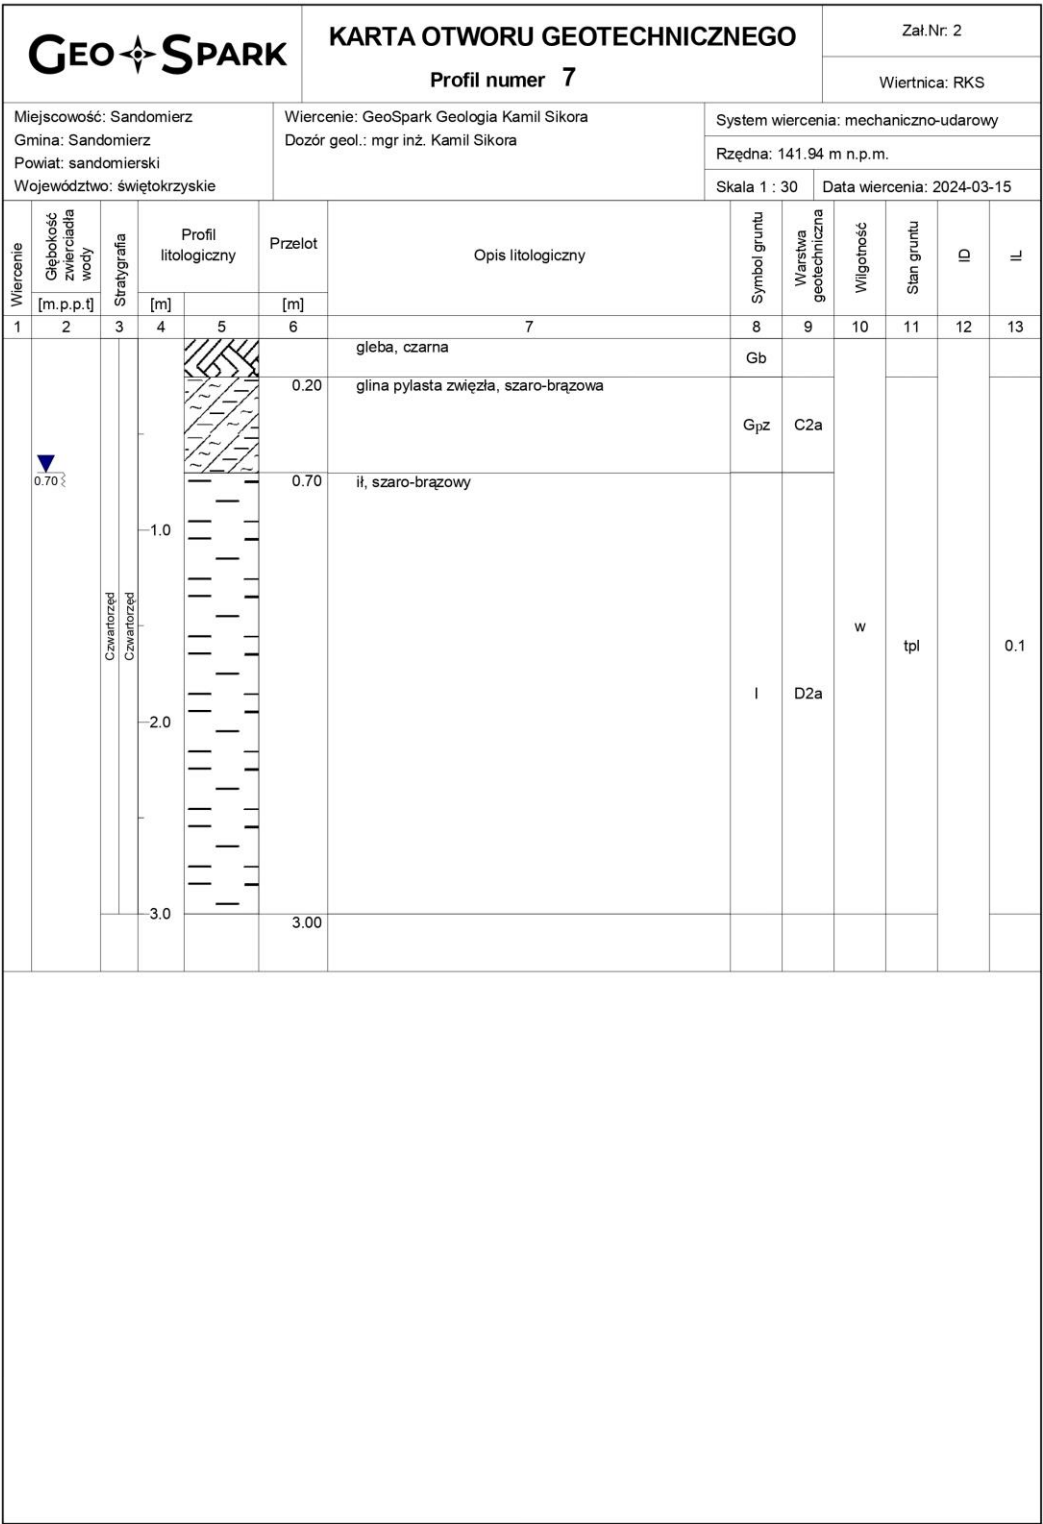 GEO SPARK
KARTA OTWORU GEOTECHNICZNEGO
Profil numer 7
Zał.Nr: 2
Wiertnica: RKS
Miejscowość: Sandomierz
Gmina: Sandomierz
Powiat: sandomierski
Województwo: świętokrzyskie
Wiercenie: GeoSpark Geologia Kamil Sikora
Dozór geol.: mgr inż. Kamil Sikora
System wiercenia: mechaniczno-udarowy
Rzędna: 141.94 m n.p.m.
Skala 1 : 30 Data wiercenia: 2024-03-15
Wiercenie
Głębokość
zwierciadła
wody
[m.p.p.t]
Stratygrafia
Profil
litologiczny
[m]
Przelot
[m]
Opis litologiczny
Symbol gruntu
Warstwa
geotechniczna
Wilgotność
Stan gruntu
ID
IL
1 2 3 4 5 6 7 8 9 10 11 12 13
gleba, czarna
Gb
0.20 glina pylasta zwięzła, szaro-brązowa
Gpz C2a
0.70
0.70 ił, szaro-brązowy
1.0
Czwartorzęd
Czwartorzęd
w
tpl
0.1
I D2a
2.0
3.0
3.00